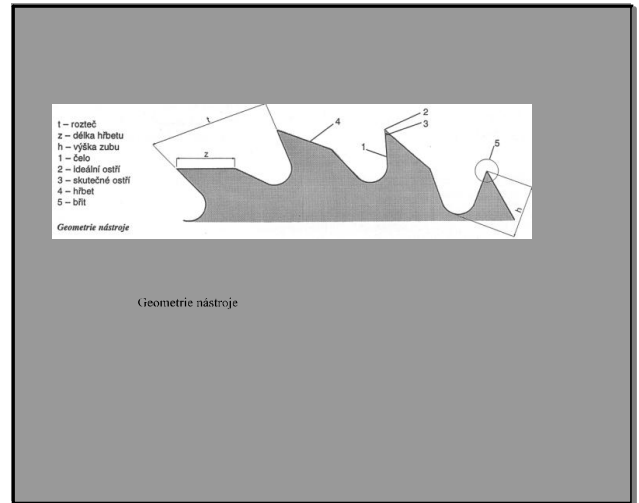 t – rozteč
z – délka hřbetu
h – výška zubu
1 – čelo
2 – ideální ostří
3 – skutečné ostří
4 – hřbet
5 – břit
Geometrie nástroje
t
z
4
1
2
3
5
h
Geometrie nástroje